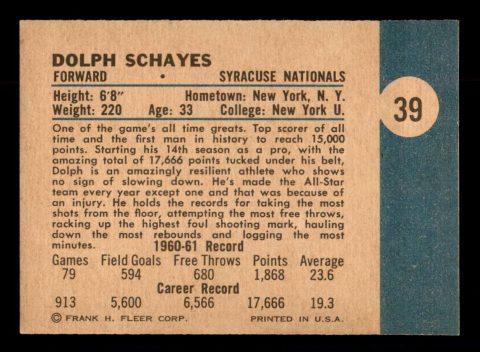 DOLPH SCHAYES
FORWARD • SYRACUSE NATIONALS
Height: 6'8" Hometown: New York, N. Y.
Weight: 220 Age: 33 College: New York U.
39
One of the game's all time greats. Top scorer of all
time and the first man in history to reach 15,000
points. Starting his 14th season as a pro, with the
amazing total of 17,666 points tucked under his belt,
Dolph is an amazingly resilient athlete who shows
no sign of slowing down. He's made the All-Star
team every year except one and that was because of
an injury. He holds the records for taking the most
shots from the floor, attempting the most free throws,
racking up the highest foul shooting mark, hauling
down the most rebounds and logging the most
minutes.
1960-61 Record
Games Field Goals Free Throws Points Average
79 594 680 1,868 23.6
Career Record
913 5,600 6,566 17,666 19.3
© FRANK H. FLEER CORP. PRINTED IN U.S.A.